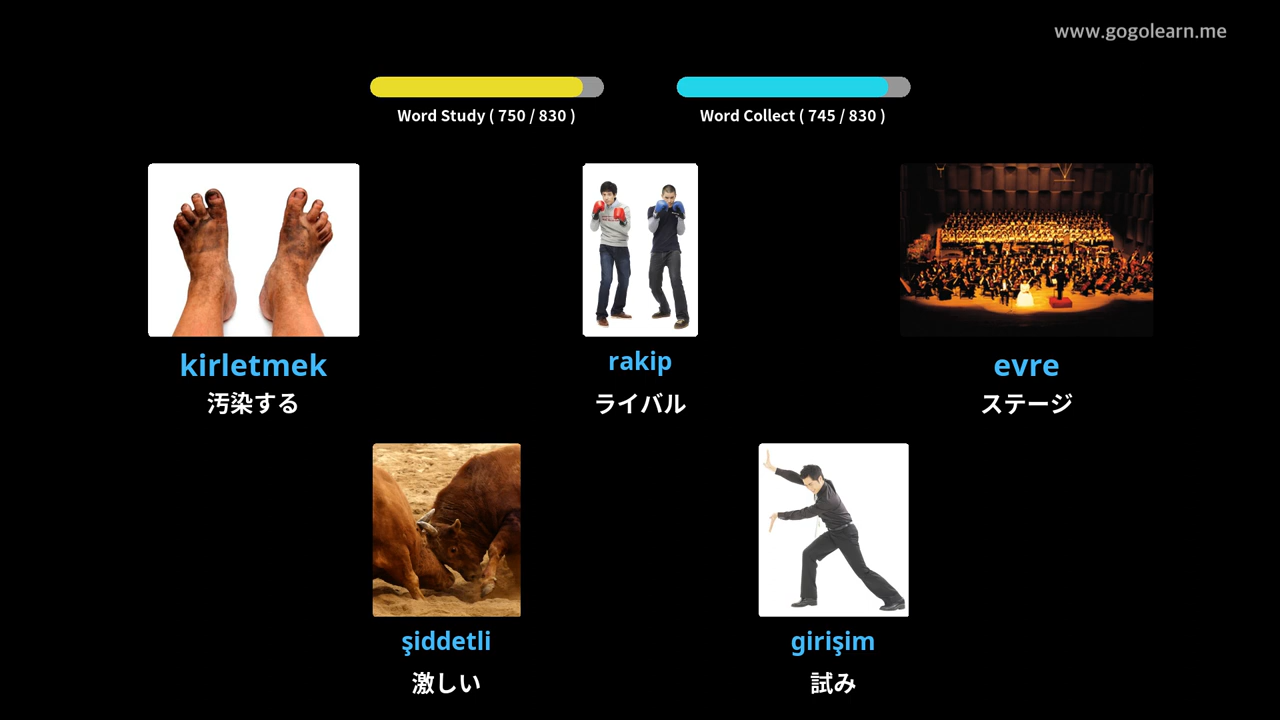 www.gogolearn.me
Word Study ( 750 / 830 )
Word Collect ( 745 / 830 )
kirletmek
汚染する
rakip
ライバル
evre
ステージ
şiddetli
激しい
girişim
試み